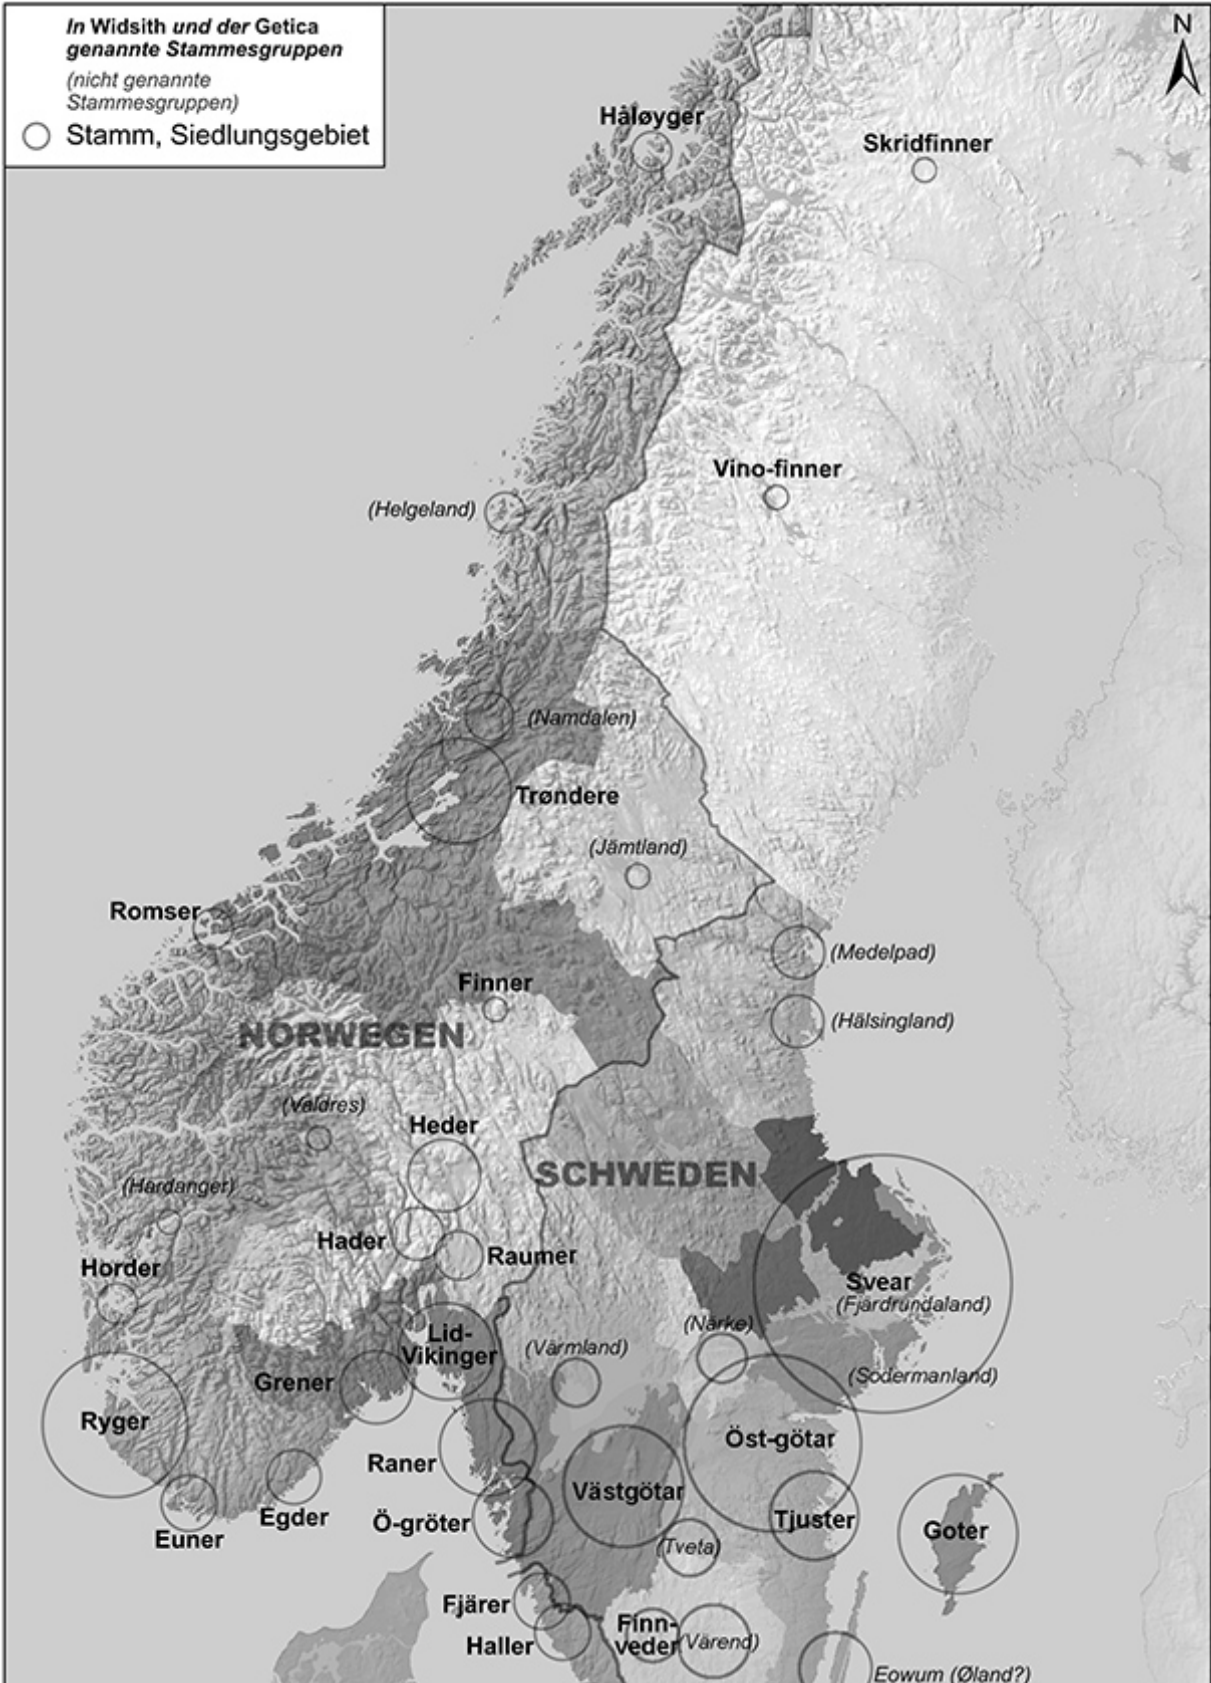 In Widsith und der Getica
genannte Stammesgruppen
(nicht genannte
Stammesgruppen)
Stamm, Siedlungsgebiet
N
Håløyger
Skridfinner
Vino-finner
(Helgeland)
(Namdalen)
Trøndere
(Jämtland)
Romser
(Medelpad)
Finner
(Hälsingland)
NORWEGEN
(Valdres)
Heder
SCHWEDEN
(Hardanger)
Hader
Raumer
Horder
Svear
(Fjärdrundaland)
(Närke)
Lid-
Vikinger
(Värmland)
(Södermanland)
Grener
Ryger
Öst-götar
Raner
Västgötar
Egder
Ö-gröter
Tjuster
Goter
Euner
(Tveta)
Fjärer
Finn-
veder
(Värend)
Haller
Eowum (Øland?)